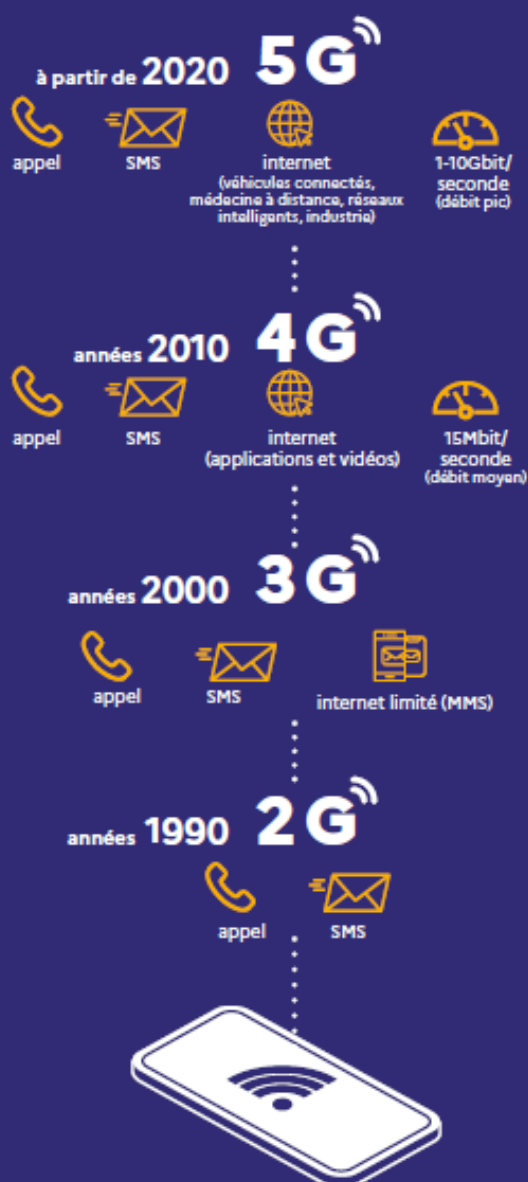 à partir de 2020 5G
appel
SMS
internet
(véhicules connectés,
médecine à distance, réseaux
intelligents, industrie)
1-10Gbit/
seconde
(débit pic)
années 2010 4G
appel
SMS
internet
(applications et vidéos)
15Mbit/
seconde
(débit moyen)
années 2000 3G
appel
SMS
internet limité (MMS)
années 1990 2G
appel
SMS